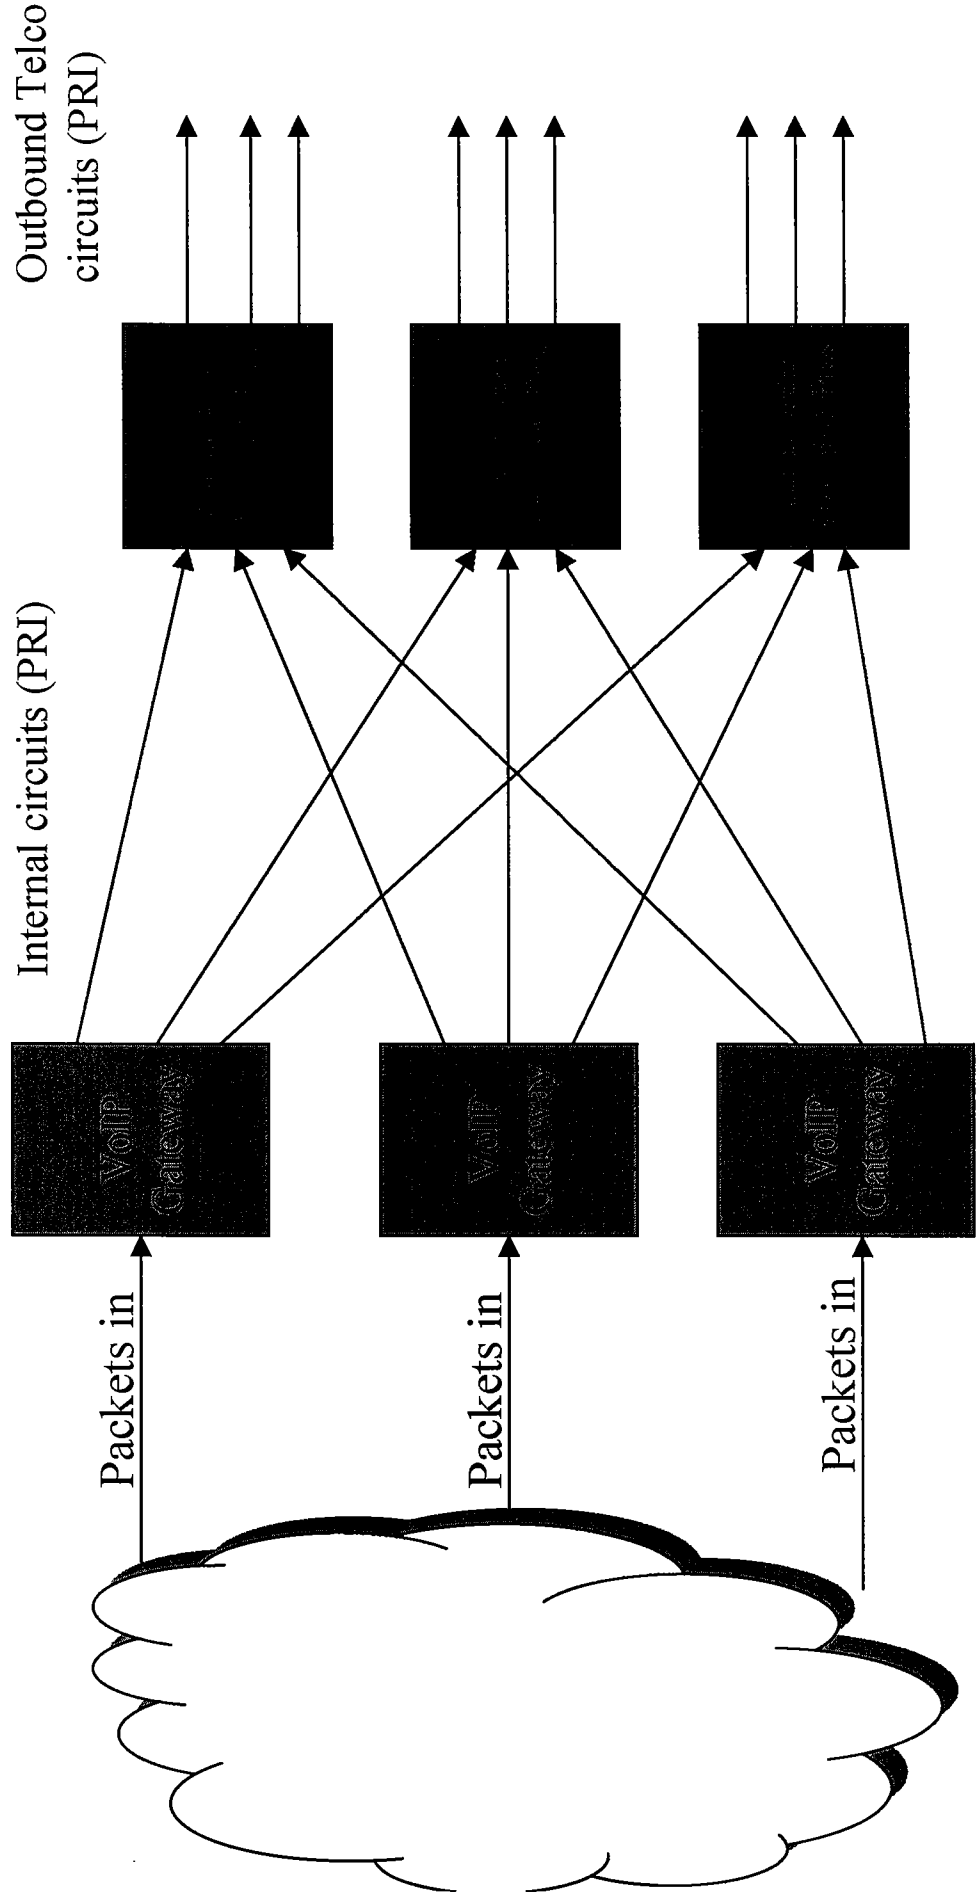 Packets in
Packets in
Packets in
VoIP
Gateway
VoIP
Gateway
VoIP
Gateway
Internal circuits (PRI)
Outbound Telco
circuits (PRI)